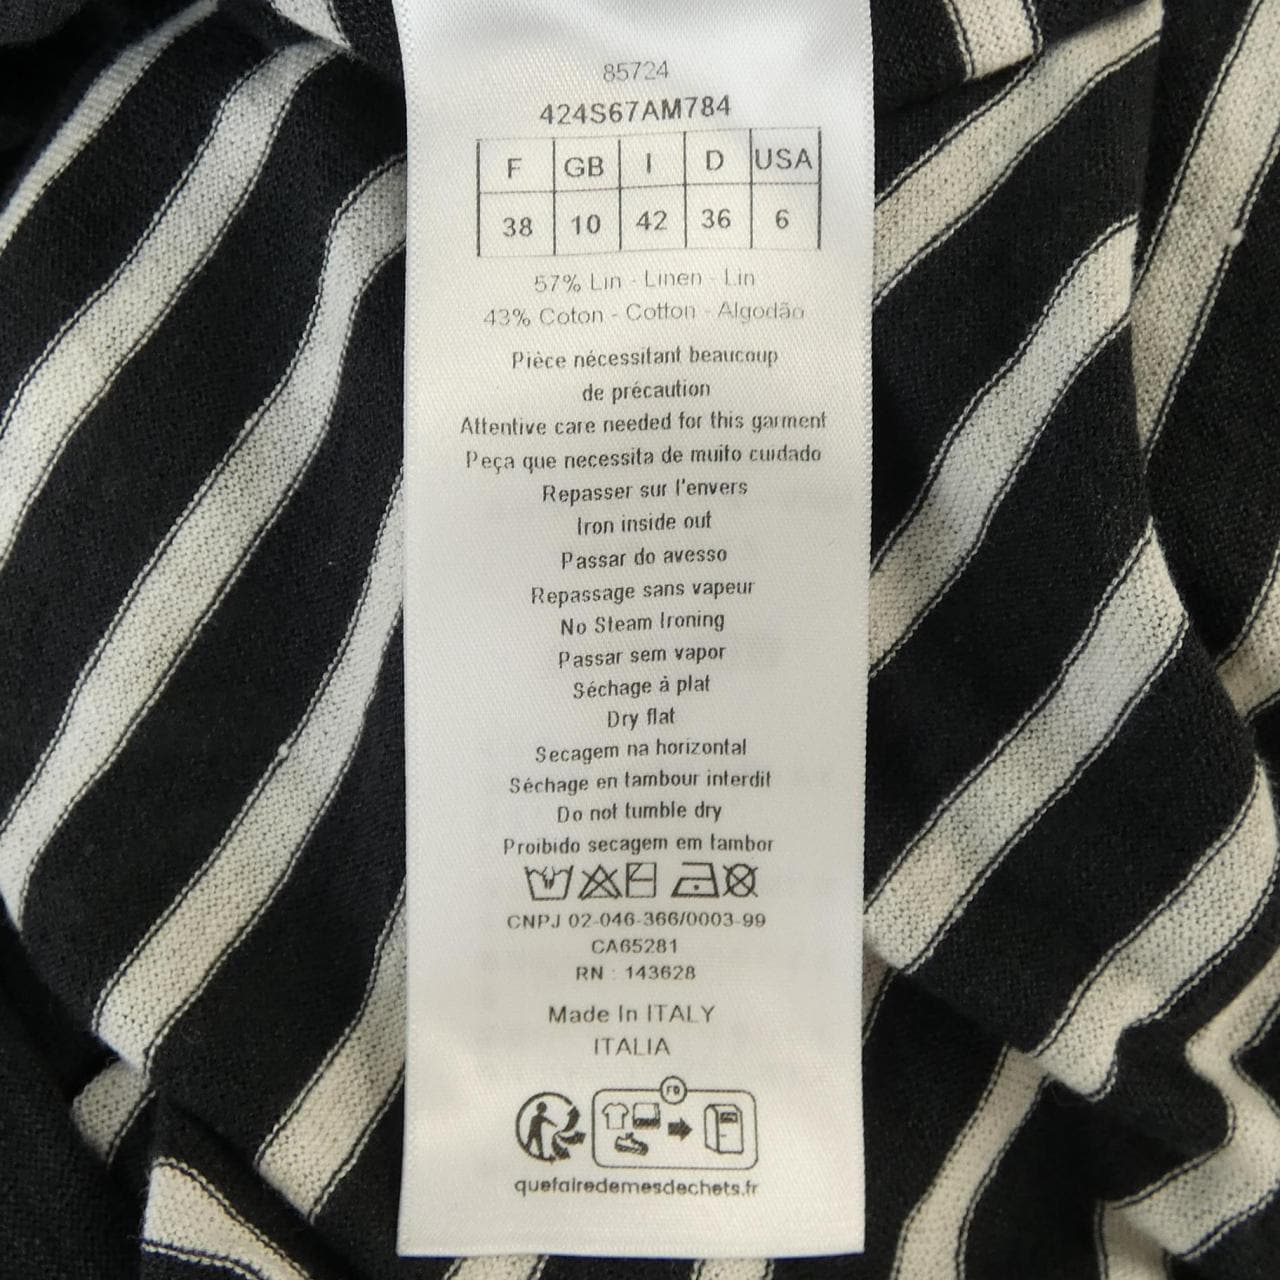 85724
424S67AM784
F GB I D USA
38 10 42 36 6
57% Lin - Linen - Lin
43% Coton - Cotton - Algodão
Pièce nécessitant beaucoup
de précaution
Attentive care needed for this garment
Peça que necessita de muito cuidado
Repasser sur l'envers
Iron inside out
Passar do avesso
Repassage sans vapeur
No Steam Ironing
Passar sem vapor
Séchage à plat
Dry flat
Secagem na horizontal
Séchage en tambour interdit
Do not tumble dry
Proibido secagem em tambor
CNPJ 02-046-366/0003-99
CA65281
RN : 143628
Made In ITALY
ITALIA
FR
quefairedemesdechets.fr